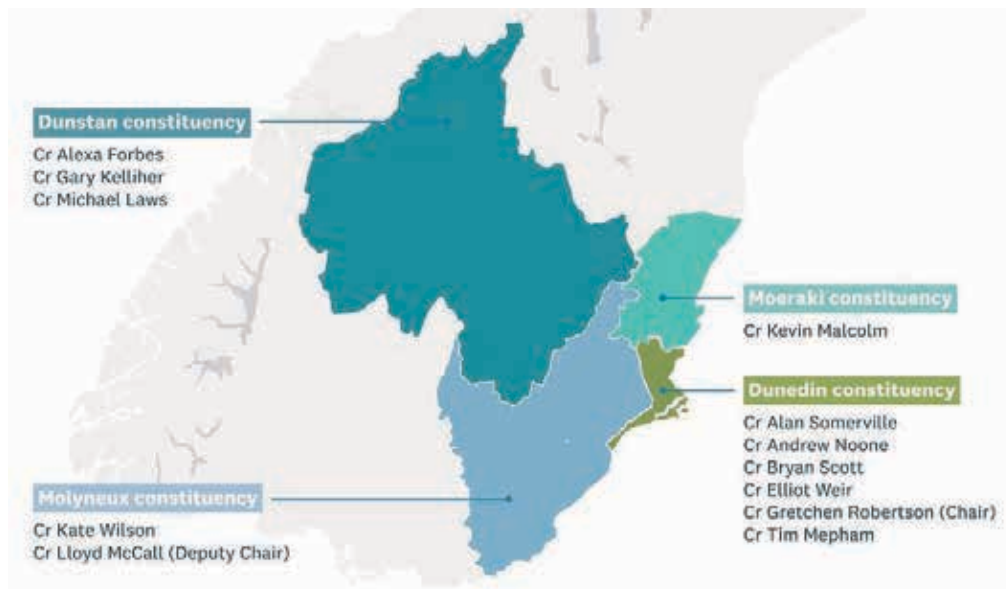 Dunstan constituency
Cr Alexa Forbes
Cr Gary Kelliher
Cr Michael Laws
Moeraki constituency
Cr Kevin Malcolm
Dunedin constituency
Cr Alan Somerville
Cr Andrew Noone
Cr Bryan Scott
Cr Elliot Weir
Cr Gretchen Robertson (Chair)
Cr Tim Mepham
Molyneux constituency
Cr Kate Wilson
Cr Lloyd McCall (Deputy Chair)